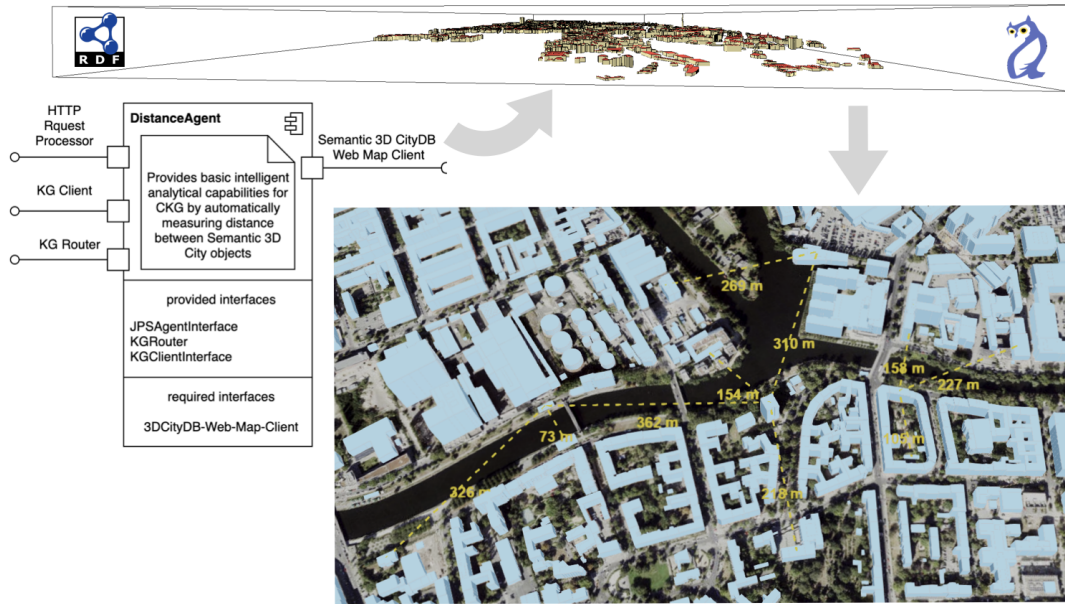 R D F
HTTP
Rquest
Processor
KG Client
KG Router
DistanceAgent
Provides basic intelligent
analytical capabilities for
CKG by automatically
measuring distance
between Semantic 3D
City objects
provided interfaces
JPSAgentInterface
KGRouter
KGClientInterface
required interfaces
3DCityDB-Web-Map-Client
Semantic 3D CityDB
Web Map Client
269 m
310 m
158 m
227 m
154 m
362 m
73 m
326 m
218 m